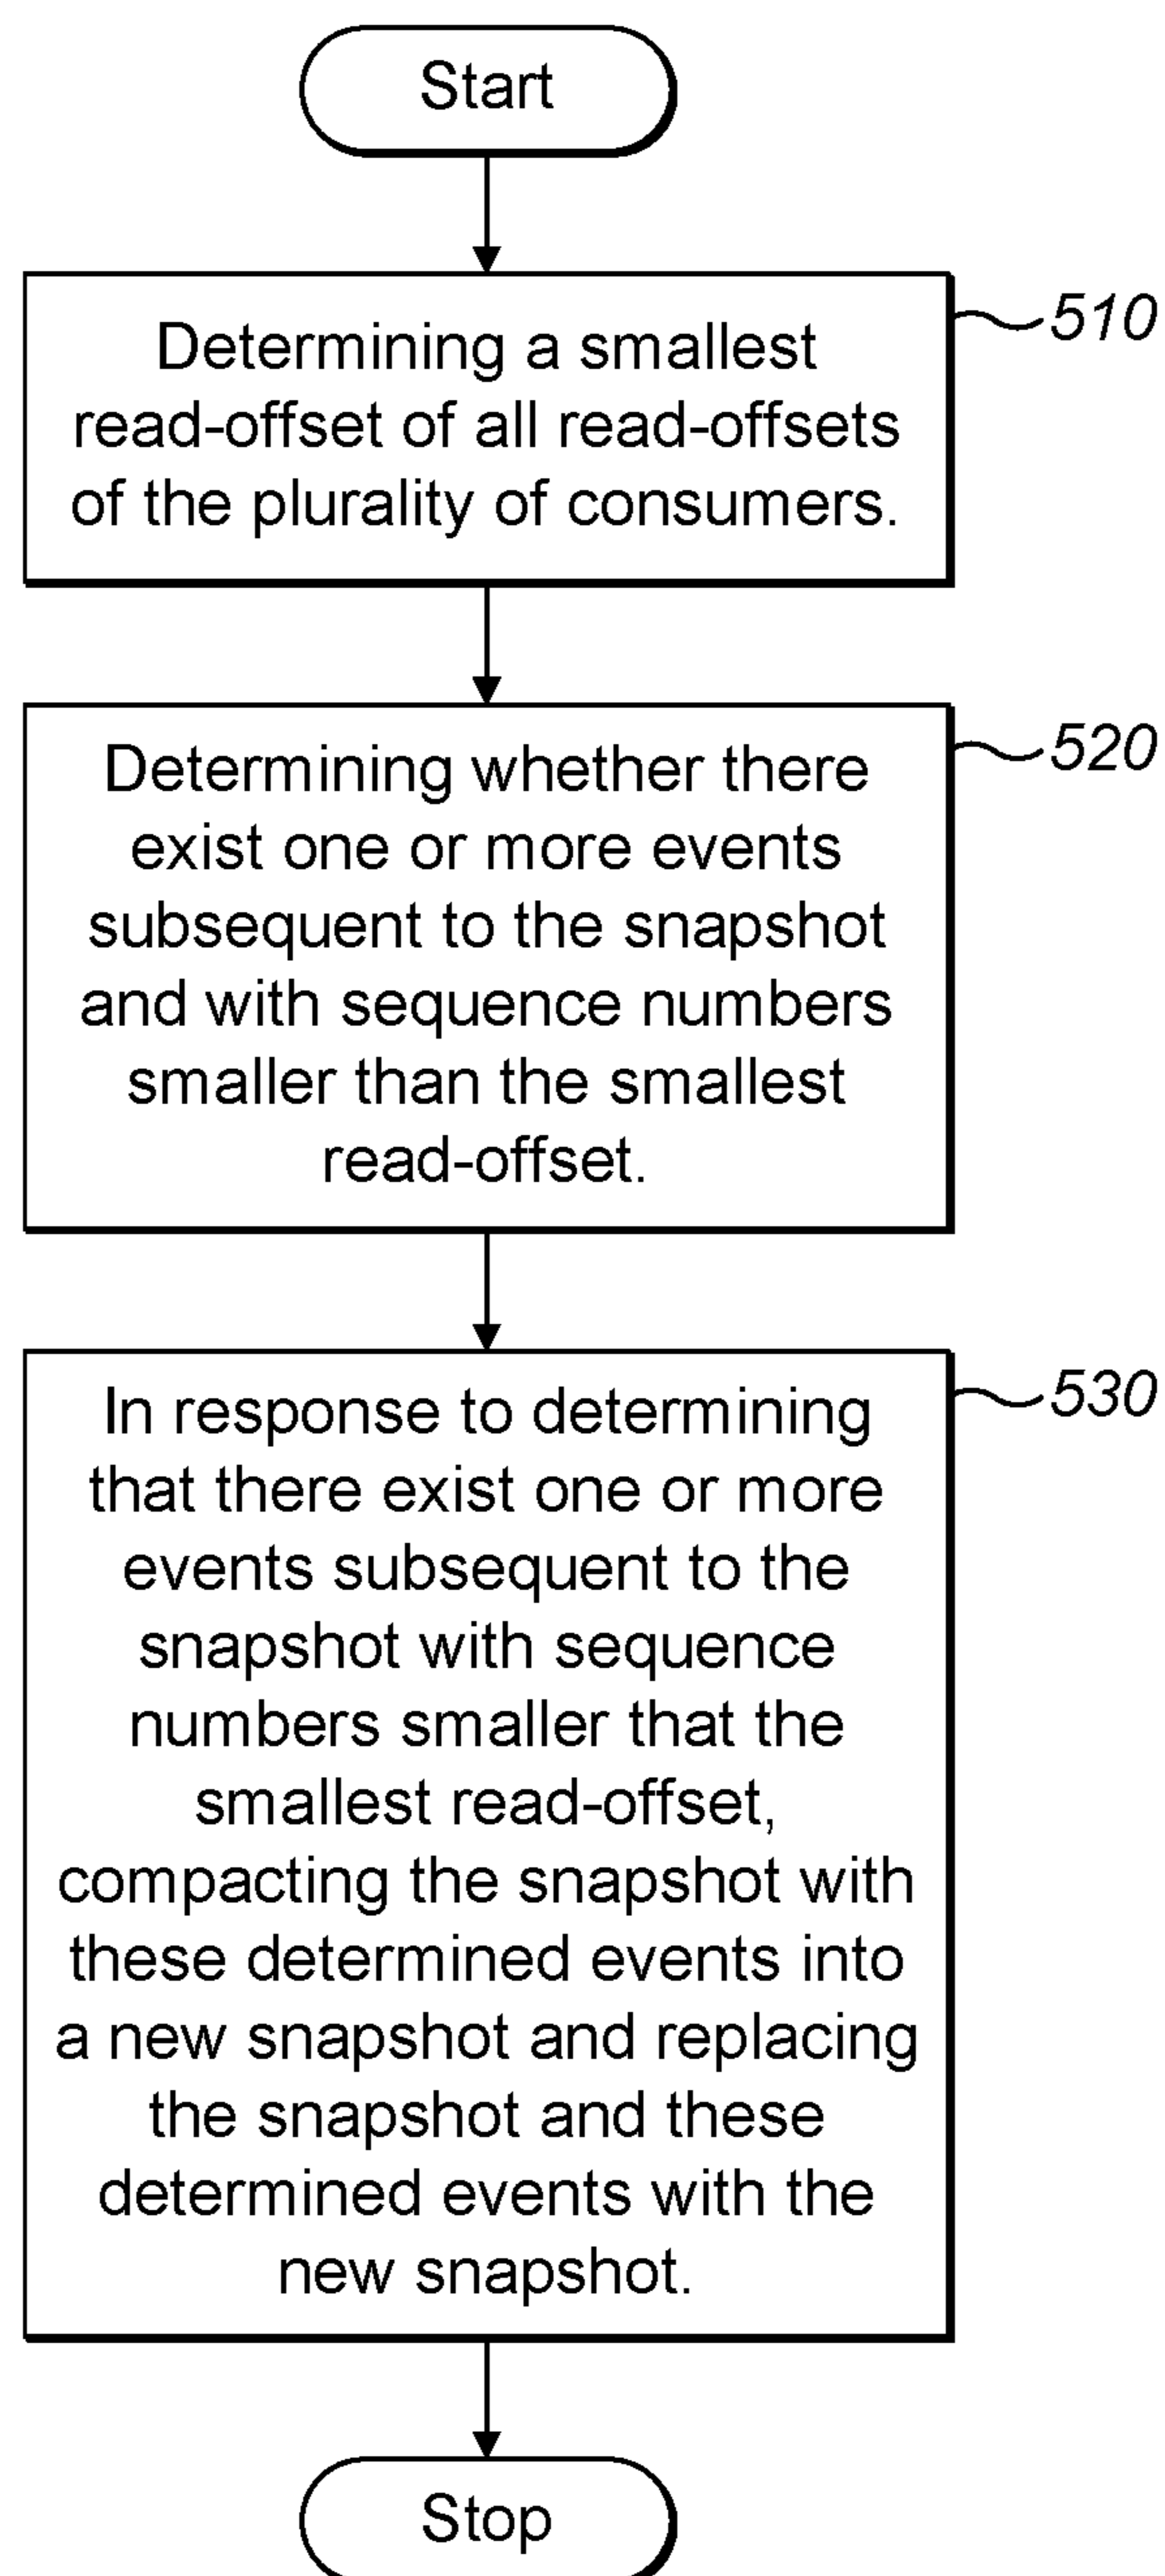 Start
Determining a smallest
read-offset of all read-offsets
of the plurality of consumers.
510
Determining whether there
exist one or more events
subsequent to the snapshot
and with sequence numbers
smaller than the smallest
read-offset.
520
In response to determining
that there exist one or more
events subsequent to the
snapshot with sequence
numbers smaller that the
smallest read-offset,
compacting the snapshot with
these determined events into
a new snapshot and replacing
the snapshot and these
determined events with the
new snapshot.
530
Stop